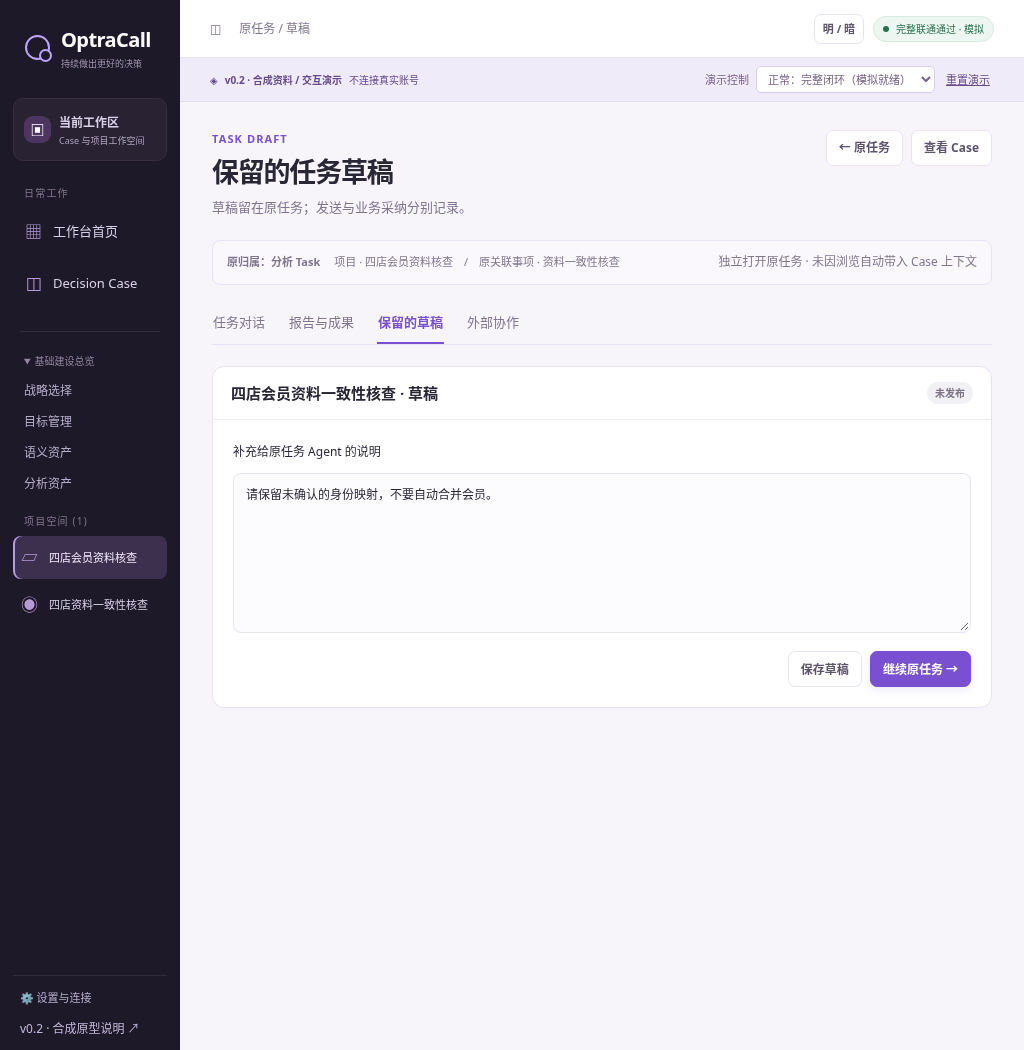 OptraCall
持续做出更好的决策
当前工作区
Case 与项目工作空间
日常工作
工作台首页
Decision Case
▾ 基础建设总览
战略选择
目标管理
语义资产
分析资产
项目空间 (1)
四店会员资料核查
四店资料一致性核查
⚙️ 设置与连接
v0.2 · 合成原型说明 ↗
原任务 / 草稿
明 / 暗
完整联通通过 · 模拟
◈ v0.2 · 合成资料 / 交互演示 不连接真实账号
演示控制 正常：完整闭环（模拟就绪） 重置演示
TASK DRAFT
保留的任务草稿
草稿留在原任务；发送与业务采纳分别记录。
← 原任务 查看 Case
原归属：分析 Task 项目 · 四店会员资料核查 / 原关联事项 · 资料一致性核查 独立打开原任务 · 未因浏览自动带入 Case 上下文
任务对话 报告与成果 保留的草稿 外部协作
四店会员资料一致性核查 · 草稿 未发布
补充给原任务 Agent 的说明
请保留未确认的身份映射，不要自动合并会员。
保存草稿 继续原任务 →